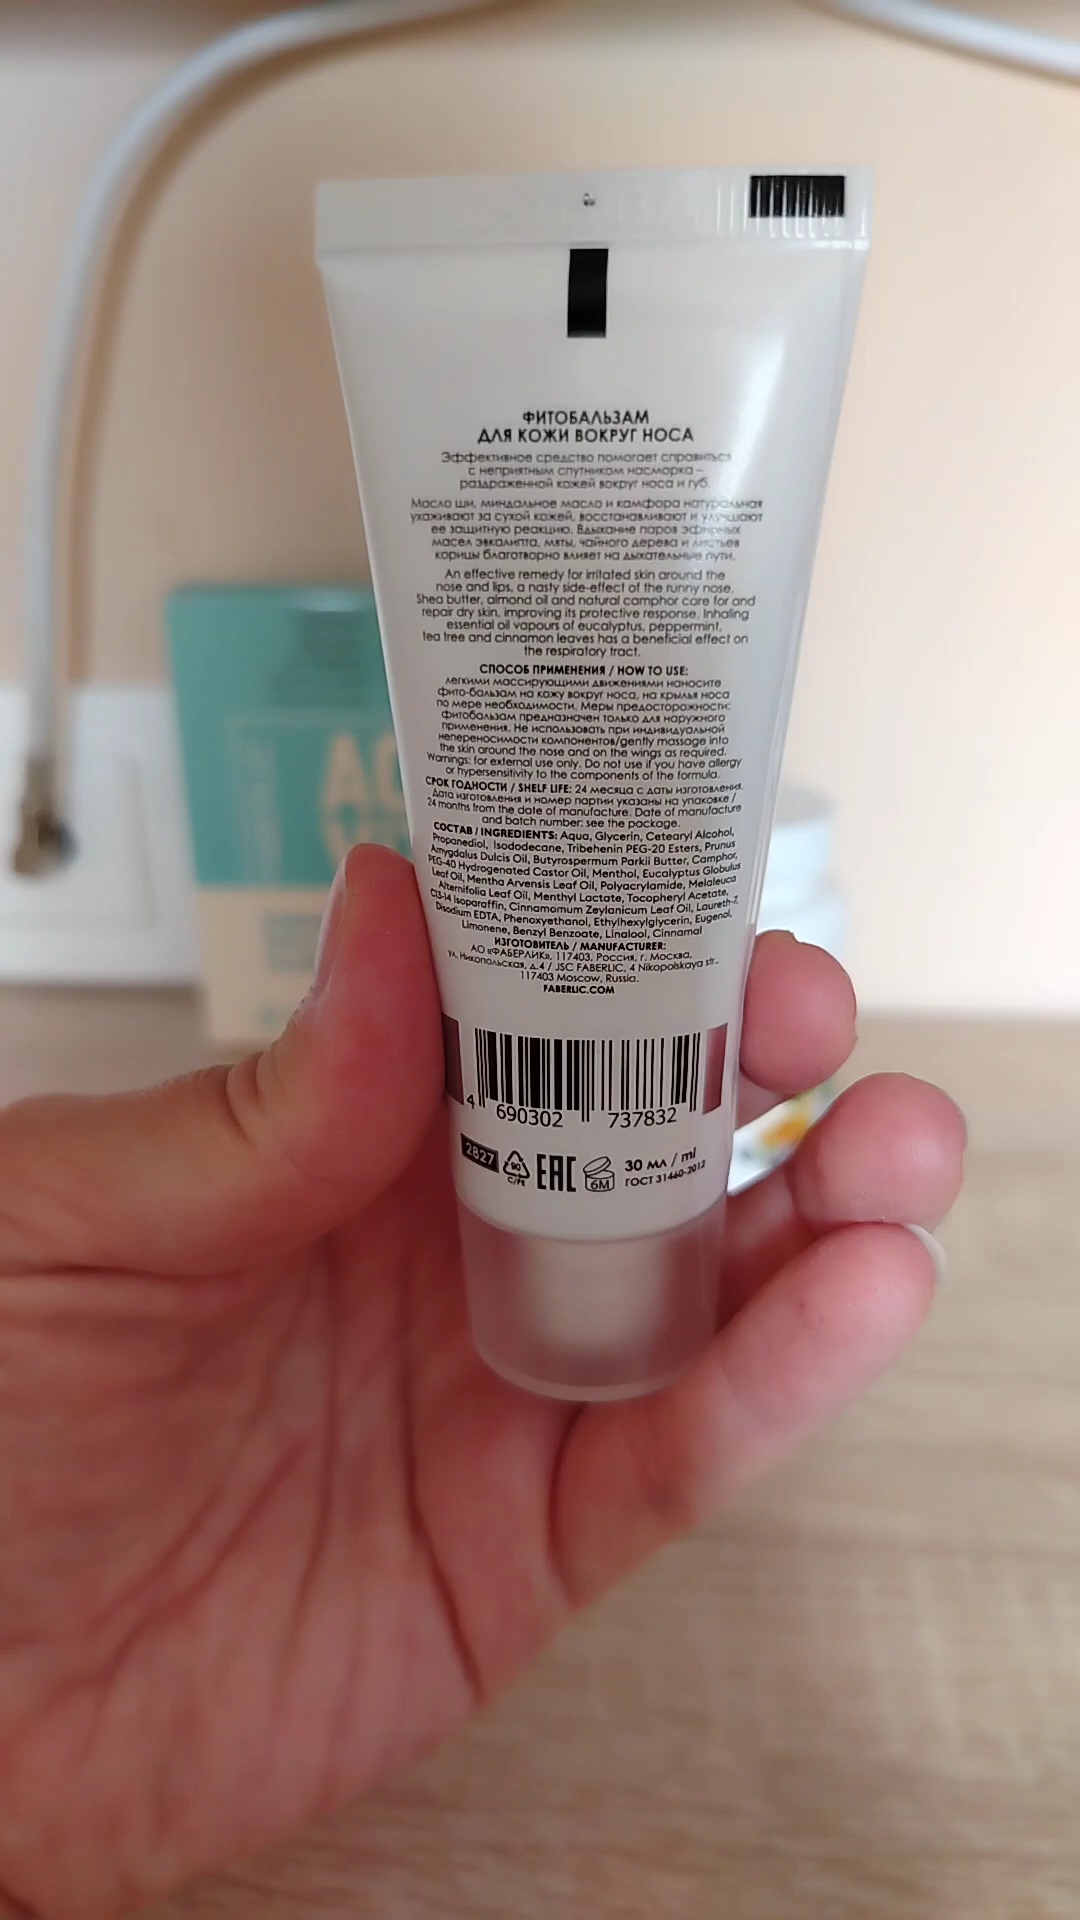 ФИТОБАЛЬЗАМ
ДЛЯ КОЖИ ВОКРУГ НОСА
Эффективное средство помогает справиться
с неприятным спутником насморка –
раздраженной кожей вокруг носа и губ.
Масло ши, миндальное масло и камфора натуральная
ухаживают за сухой кожей, восстанавливают и улучшают
ее защитную реакцию. Вдыхание паров эфирных
масел эвкалипта, мяты, чайного дерева и листьев
корицы благотворно влияет на дыхательные пути.
An effective remedy for irritated skin around the
nose and lips, a nasty side-effect of the runny nose.
Shea butter, almond oil and natural camphor care for and
repair dry skin, improving its protective response. Inhaling
essential oil vapours of eucalyptus, peppermint,
tea tree and cinnamon leaves has a beneficial effect on
the respiratory tract.
СПОСОБ ПРИМЕНЕНИЯ / HOW TO USE:
легкими массирующими движениями наносите
фито-бальзам на кожу вокруг носа, на крылья носа
по мере необходимости. Меры предосторожности:
фитобальзам предназначен только для наружного
применения. Не использовать при индивидуальной
непереносимости компонентов/gently massage into
the skin around the nose and on the wings as required.
Warnings: for external use only. Do not use if you have allergy
or hypersensitivity to the components of the formula.
СРОК ГОДНОСТИ / SHELF LIFE: 24 месяца с даты изготовления.
Дата изготовления и номер партии указаны на упаковке /
24 months from the date of manufacture. Date of manufacture
and batch number: see the package.
СОСТАВ / INGREDIENTS: Aqua, Glycerin, Cetearyl Alcohol,
Propanediol, Isododecane, Tribehenin PEG-20 Esters, Prunus
Amygdalus Dulcis Oil, Butyrospermum Parkii Butter, Camphor,
PEG-40 Hydrogenated Castor Oil, Menthol, Eucalyptus Globulus
Leaf Oil, Mentha Arvensis Leaf Oil, Polyacrylamide, Melaleuca
Alternifolia Leaf Oil, Menthyl Lactate, Tocopheryl Acetate,
C13-14 Isoparaffin, Cinnamomum Zeylanicum Leaf Oil, Laureth-7,
Disodium EDTA, Phenoxyethanol, Ethylhexylglycerin, Eugenol,
Limonene, Benzyl Benzoate, Linalool, Cinnamal
ИЗГОТОВИТЕЛЬ / MANUFACTURER:
АО «ФАБЕРЛИК», 117403, Россия, г. Москва,
ул. Никопольская, д.4 / JSC FABERLIC, 4 Nikopolskaya str.,
117403 Moscow, Russia.
FABERLIC.COM
4 690302 737832
2827 90 C/PE EAC 6M 30 мл / ml
ГОСТ 31460-2012